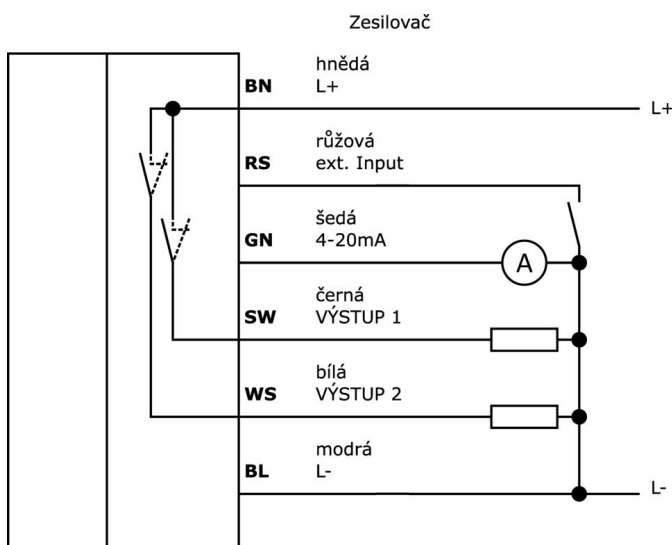 Zesilovač
hnědá
BN L+
L+
růžová
RS ext. Input
šedá
GN 4-20mA
A
černá
SW VÝSTUP 1
bílá
WS VÝSTUP 2
modrá
BL L-
L-